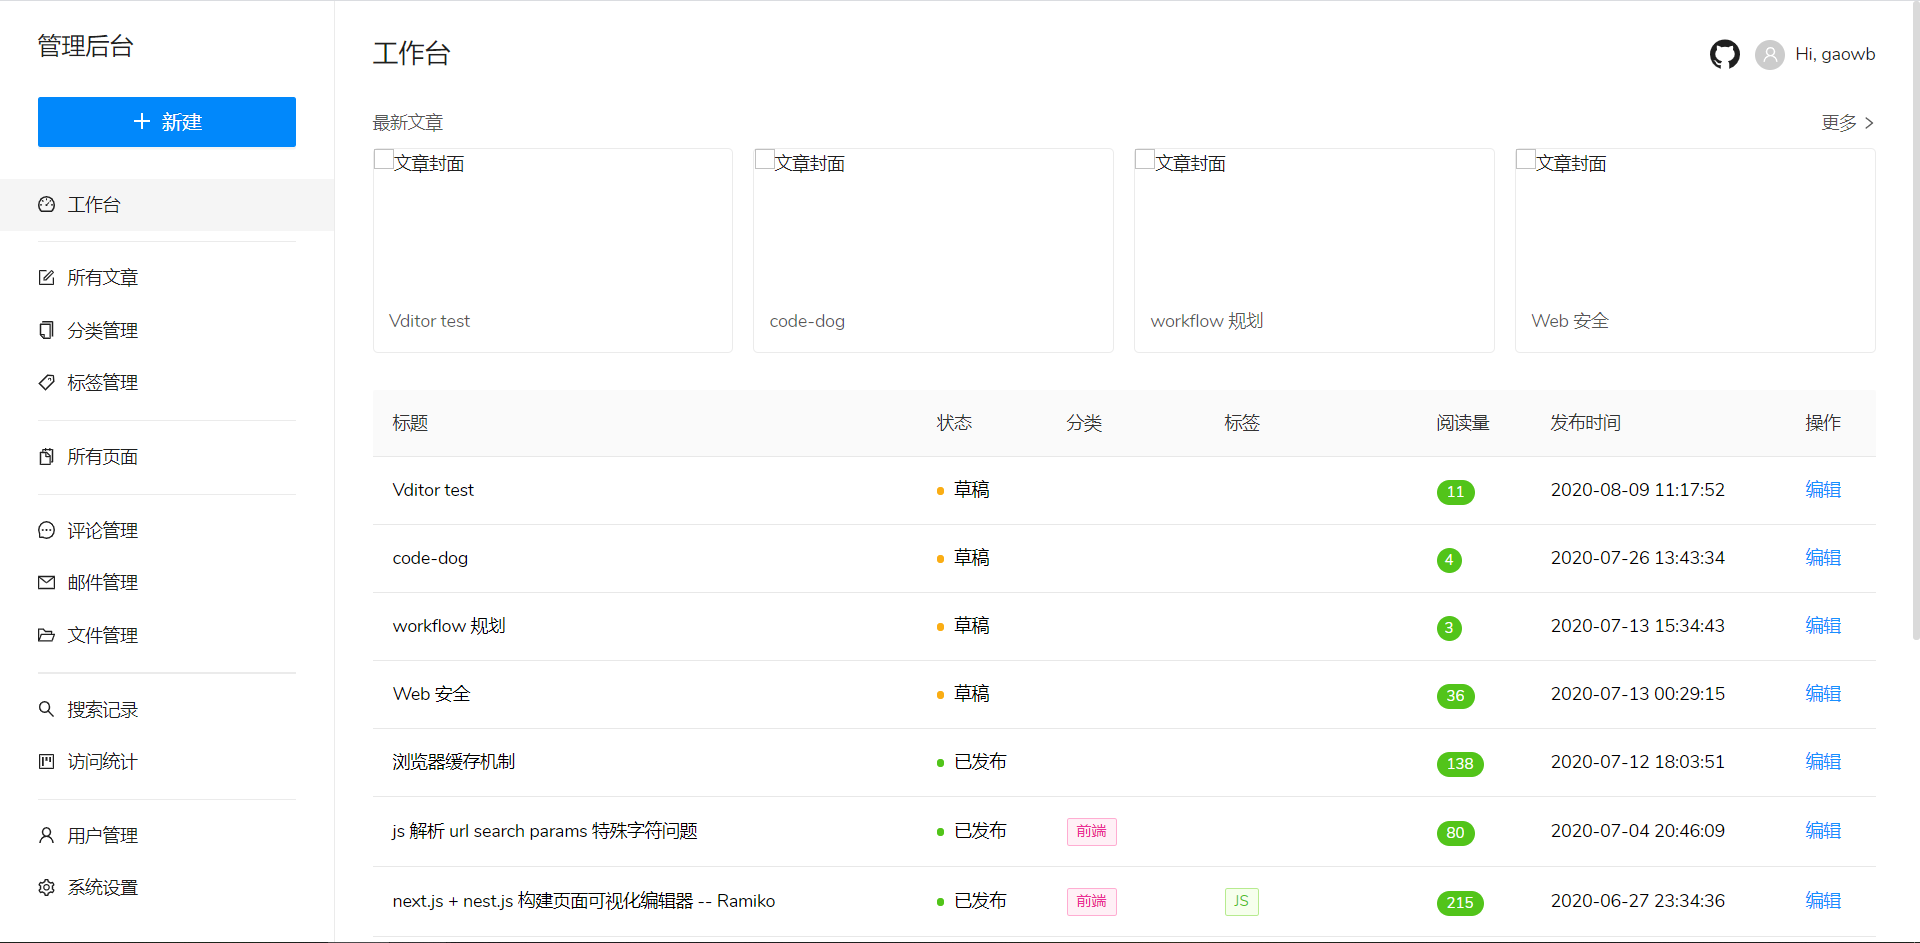 管理后台
新建
工作台
所有文章
分类管理
标签管理
所有页面
评论管理
邮件管理
文件管理
搜索记录
访问统计
用户管理
系统设置
工作台
Hi, gaowb
最新文章
更多
文章封面 文章封面 文章封面 文章封面
Vditor test code-dog workflow 规划 Web 安全
标题 状态 分类 标签 阅读量 发布时间 操作
Vditor test 草稿 11 2020-08-09 11:17:52 编辑
code-dog 草稿 4 2020-07-26 13:43:34 编辑
workflow 规划 草稿 3 2020-07-13 15:34:43 编辑
Web 安全 草稿 36 2020-07-13 00:29:15 编辑
浏览器缓存机制 已发布 138 2020-07-12 18:03:51 编辑
js 解析 url search params 特殊字符问题 已发布 前端 80 2020-07-04 20:46:09 编辑
next.js + nest.js 构建页面可视化编辑器 -- Ramiko 已发布 前端 JS 215 2020-06-27 23:34:36 编辑